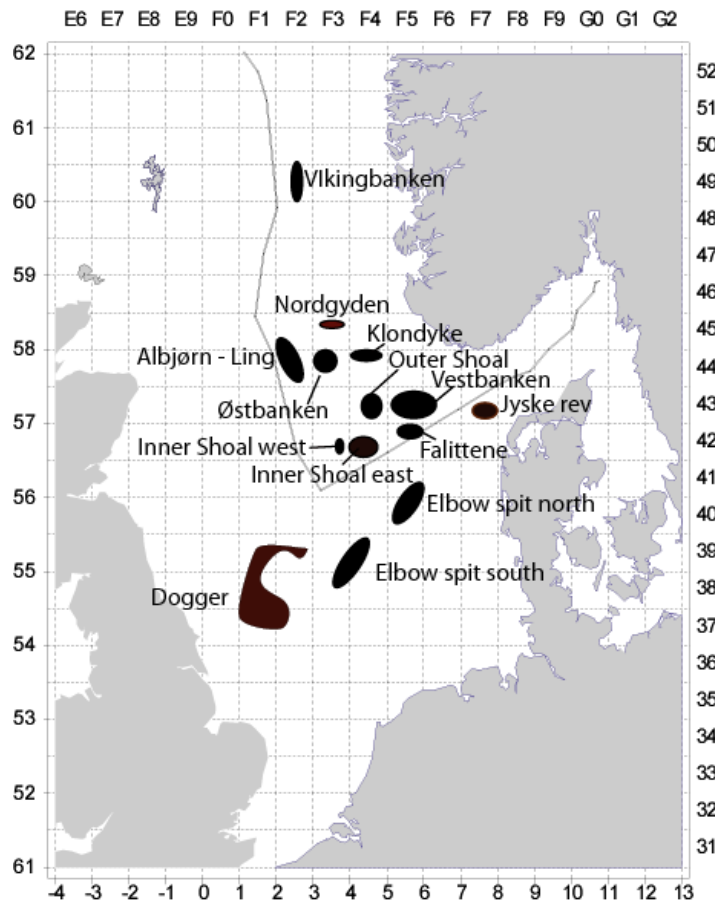 E6 E7 E8 E9 F0 F1 F2 F3 F4 F5 F6 F7 F8 F9 G0 G1 G2
62
52
51
61
50
VIkingbanken
49
60
48
47
59
46
Nordgyden
45
Klondyke
58
Albjørn - Ling
Outer Shoal
44
Vestbanken
Østbanken
Jyske rev
43
57
Inner Shoal west
Falittene
42
Inner Shoal east
41
56
Elbow spit north
40
39
55
Elbow spit south
38
Dogger
37
54
36
35
53
34
33
52
32
31
61
-4 -3 -2 -1 0 1 2 3 4 5 6 7 8 9 10 11 12 13